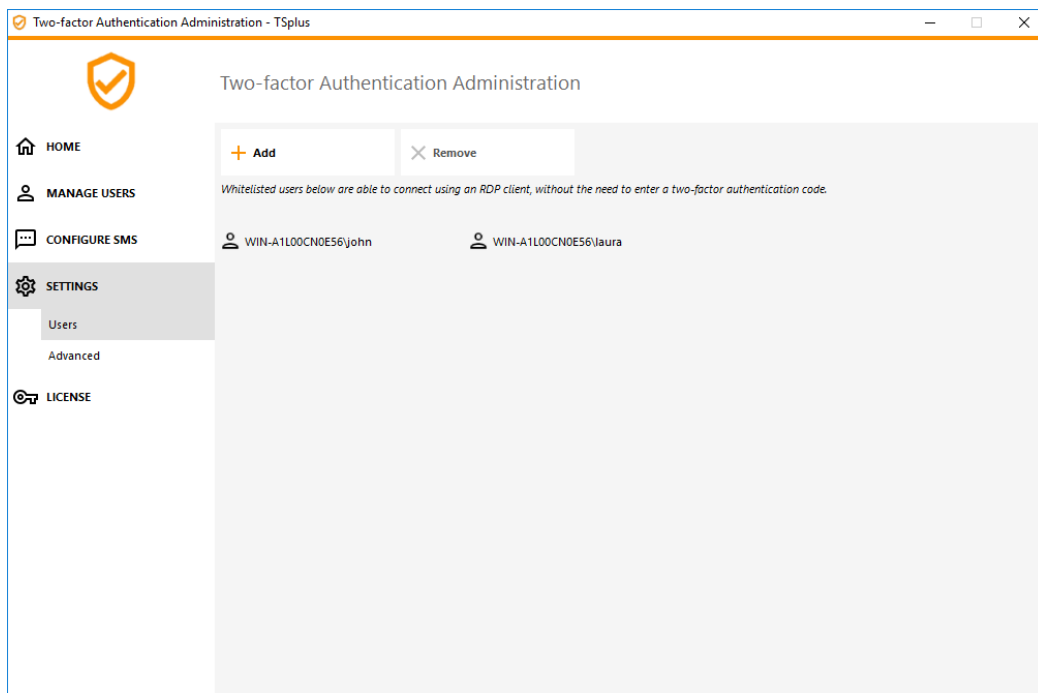 Two-factor Authentication Administration - TSplus
Two-factor Authentication Administration
HOME
MANAGE USERS
CONFIGURE SMS
SETTINGS
Users
Advanced
LICENSE
Add
Remove
Whitelisted users below are able to connect using an RDP client, without the need to enter a two-factor authentication code.
WIN-A1L00CN0E56\john
WIN-A1L00CN0E56\laura